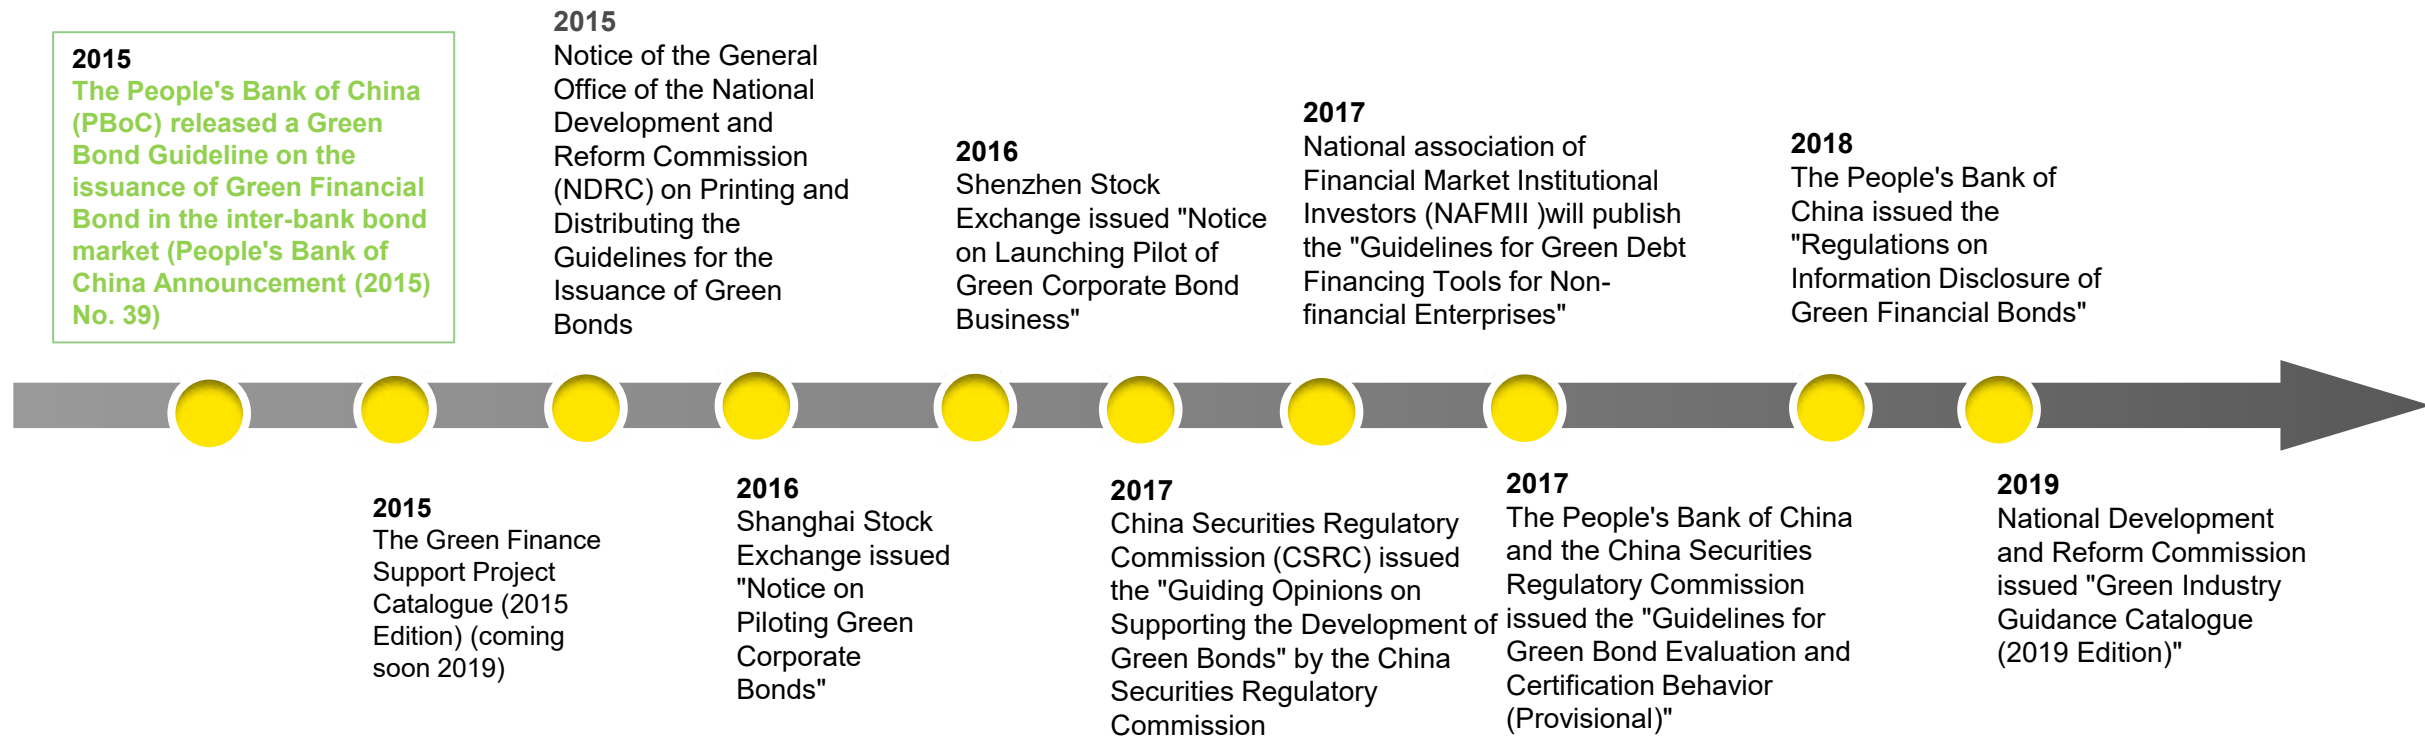 2015
The People's Bank of China
(PBoC) released a Green
Bond Guideline on the
issuance of Green Financial
Bond in the inter-bank bond
market (People's Bank of
China Announcement (2015)
No. 39)
2015
The Green Finance
Support Project
Catalogue (2015
Edition) (coming
soon 2019)
2015
Notice of the General
Office of the National
Development and
Reform Commission
(NDRC) on Printing and
Distributing the
Guidelines for the
Issuance of Green
Bonds
2016
Shanghai Stock
Exchange issued
"Notice on
Piloting Green
Corporate
Bonds"
2016
Shenzhen Stock
Exchange issued "Notice
on Launching Pilot of
Green Corporate Bond
Business"
2017
China Securities Regulatory
Commission (CSRC) issued
the "Guiding Opinions on
Supporting the Development of
Green Bonds" by the China
Securities Regulatory
Commission
2017
National association of
Financial Market Institutional
Investors (NAFMII )will publish
the "Guidelines for Green Debt
Financing Tools for Non-
financial Enterprises"
2017
The People's Bank of China
and the China Securities
Regulatory Commission
issued the "Guidelines for
Green Bond Evaluation and
Certification Behavior
(Provisional)"
2018
The People's Bank of
China issued the
"Regulations on
Information Disclosure of
Green Financial Bonds"
2019
National Development
and Reform Commission
issued "Green Industry
Guidance Catalogue
(2019 Edition)"